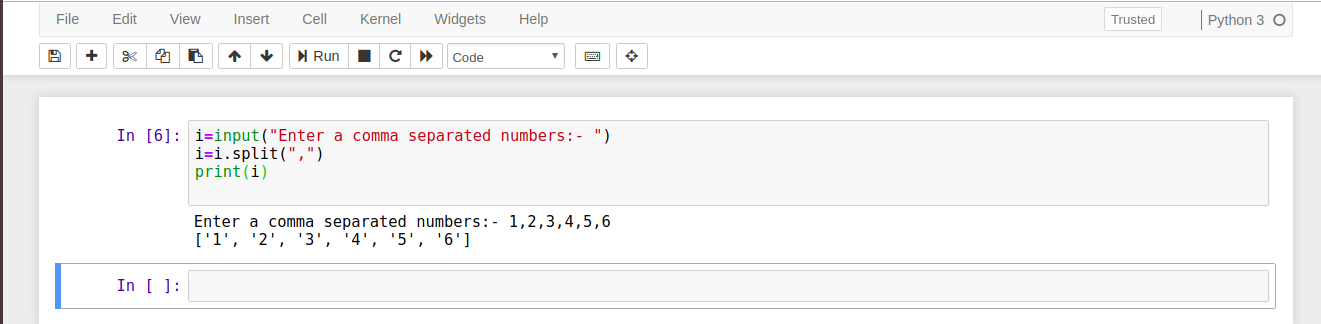 File Edit View Insert Cell Kernel Widgets Help Trusted Python 3
Run Code
In [6]: i=input("Enter a comma separated numbers:- ")
i=i.split(",")
print(i)
Enter a comma separated numbers:- 1,2,3,4,5,6
['1', '2', '3', '4', '5', '6']
In [ ]: